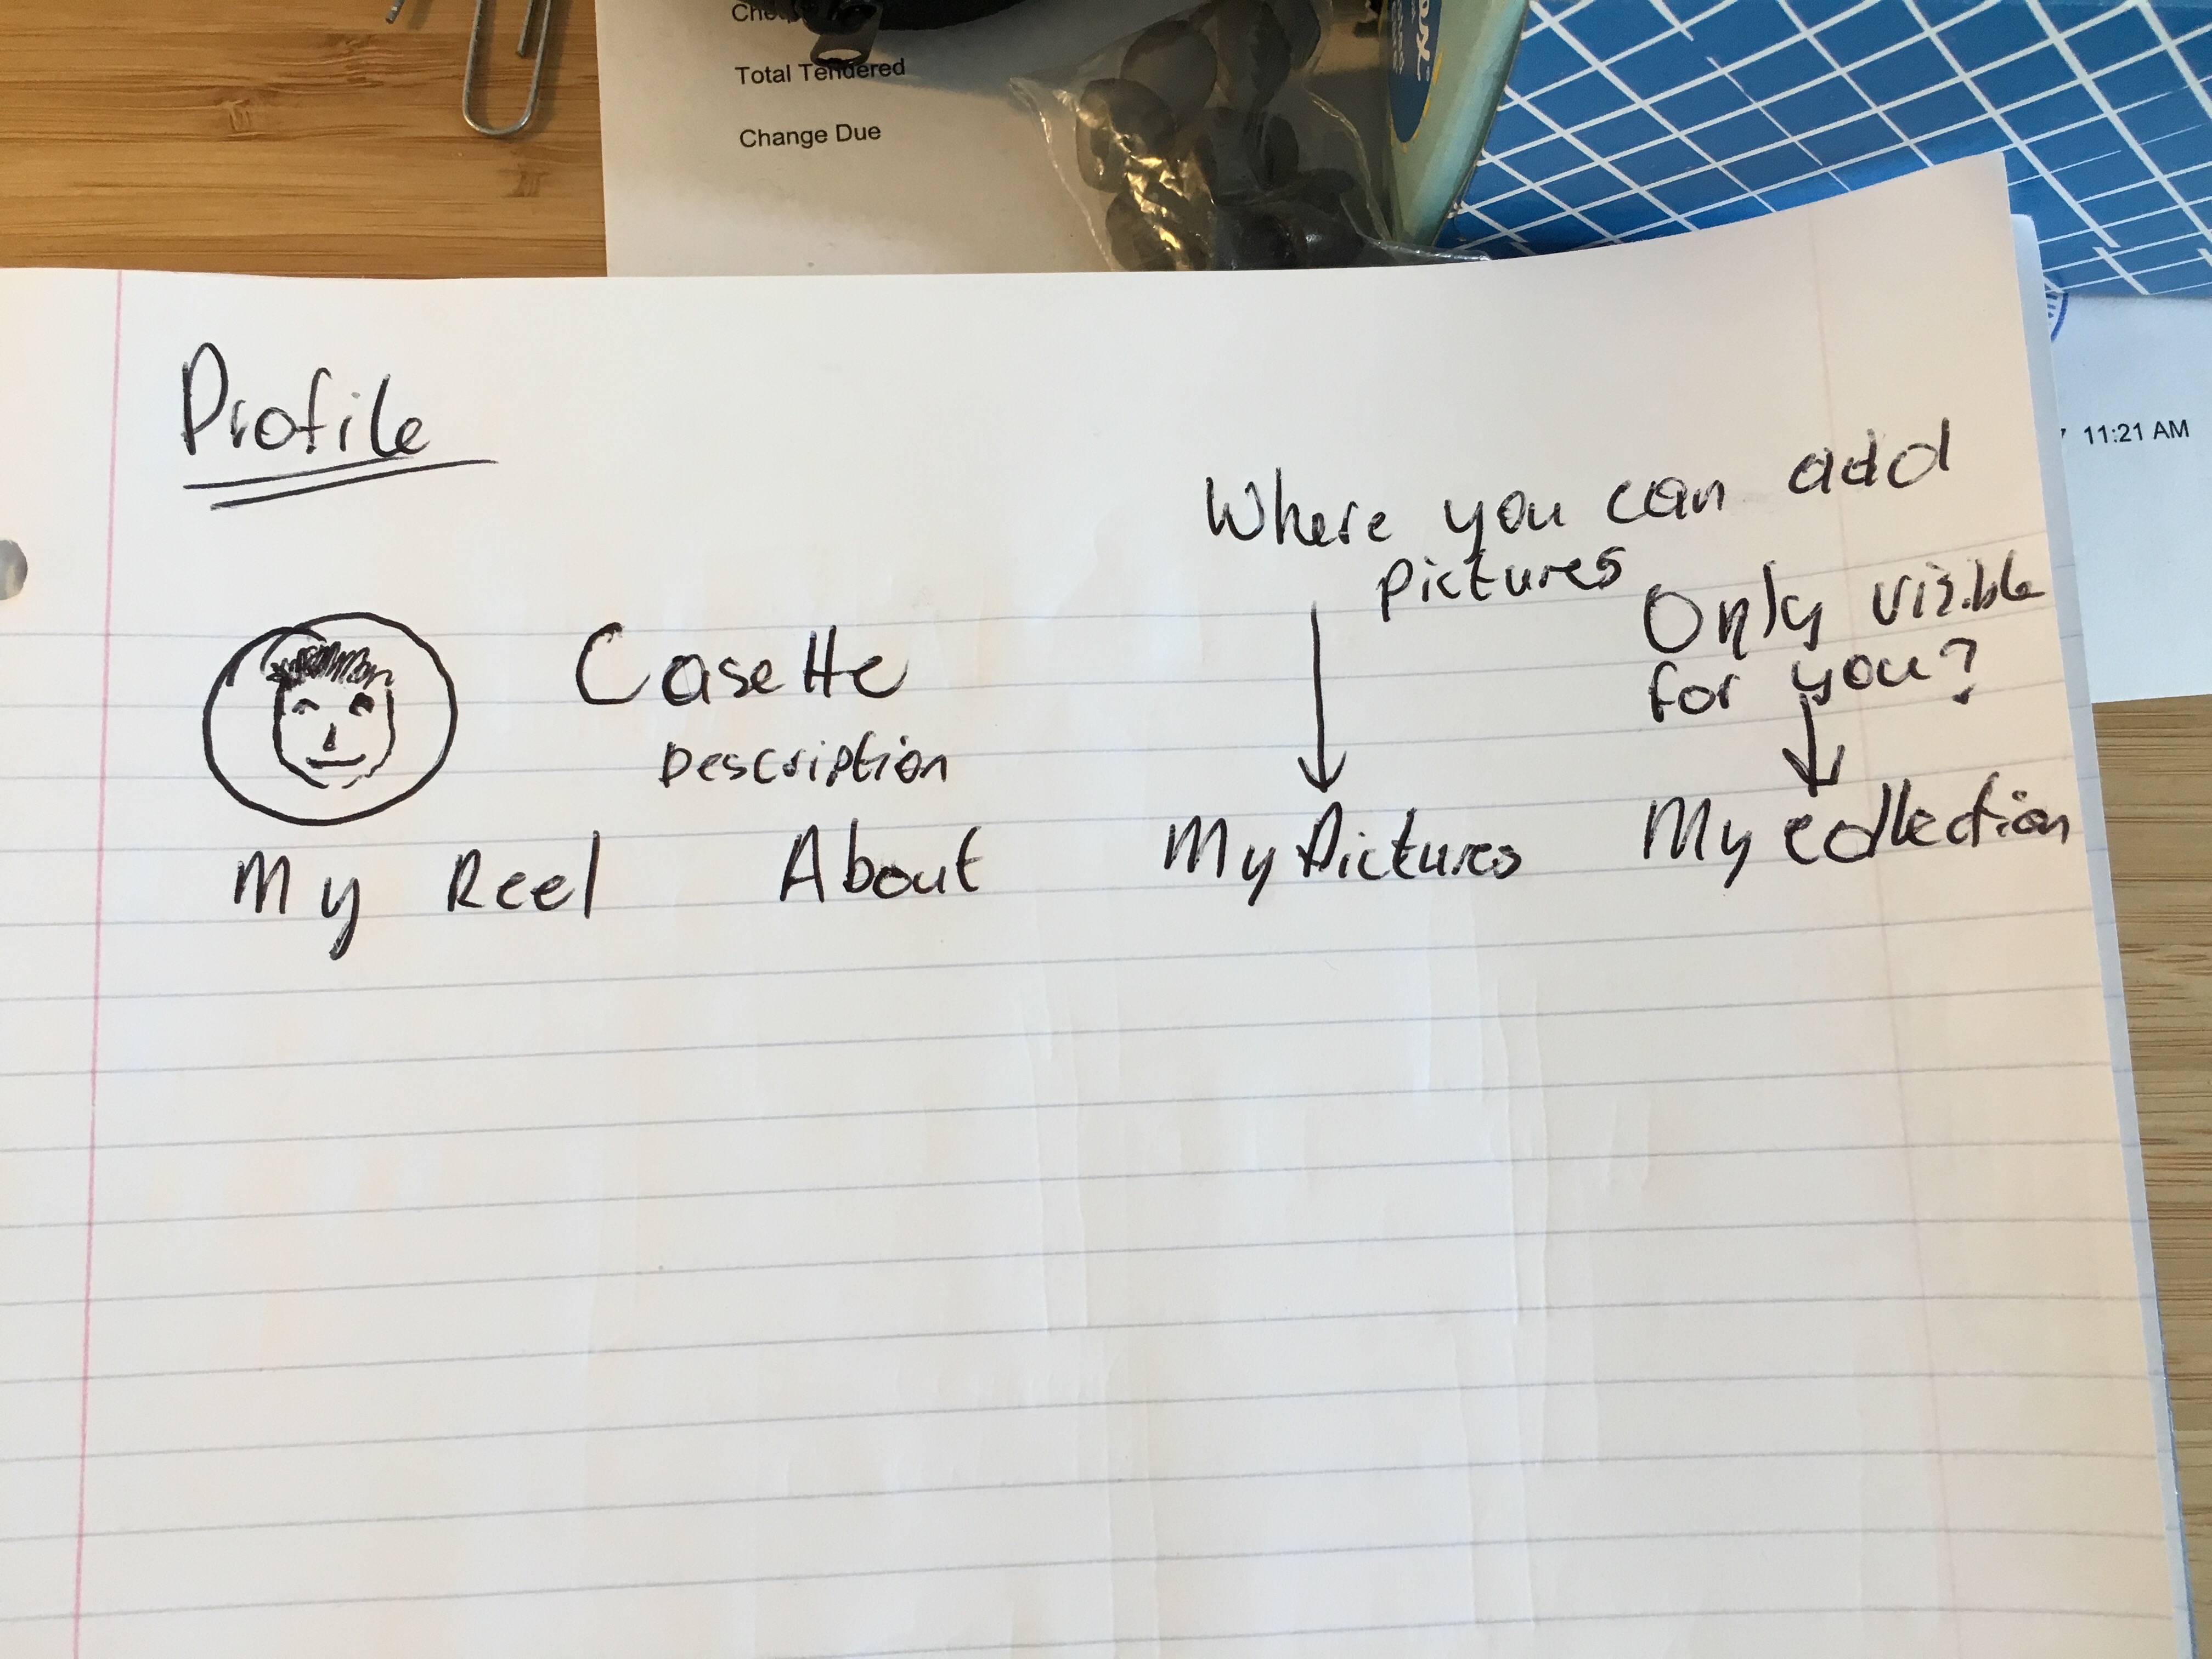 Total Tendered
Change Due
11:21 AM
Profile
Where you can add
pictures
Only visible
for you?
Casette
Description
My Reel About My Pictures My collection